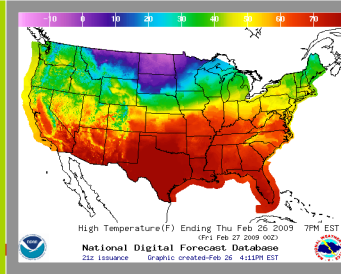 -10 0 10 20 30 40 50 60 70
High Temperature(F) Ending Thu Feb 26 2009 7PM EST
(Fri Feb 27 2009 00Z)
National Digital Forecast Database
21z issuance Graphic created-Feb 26 4:11PM EST